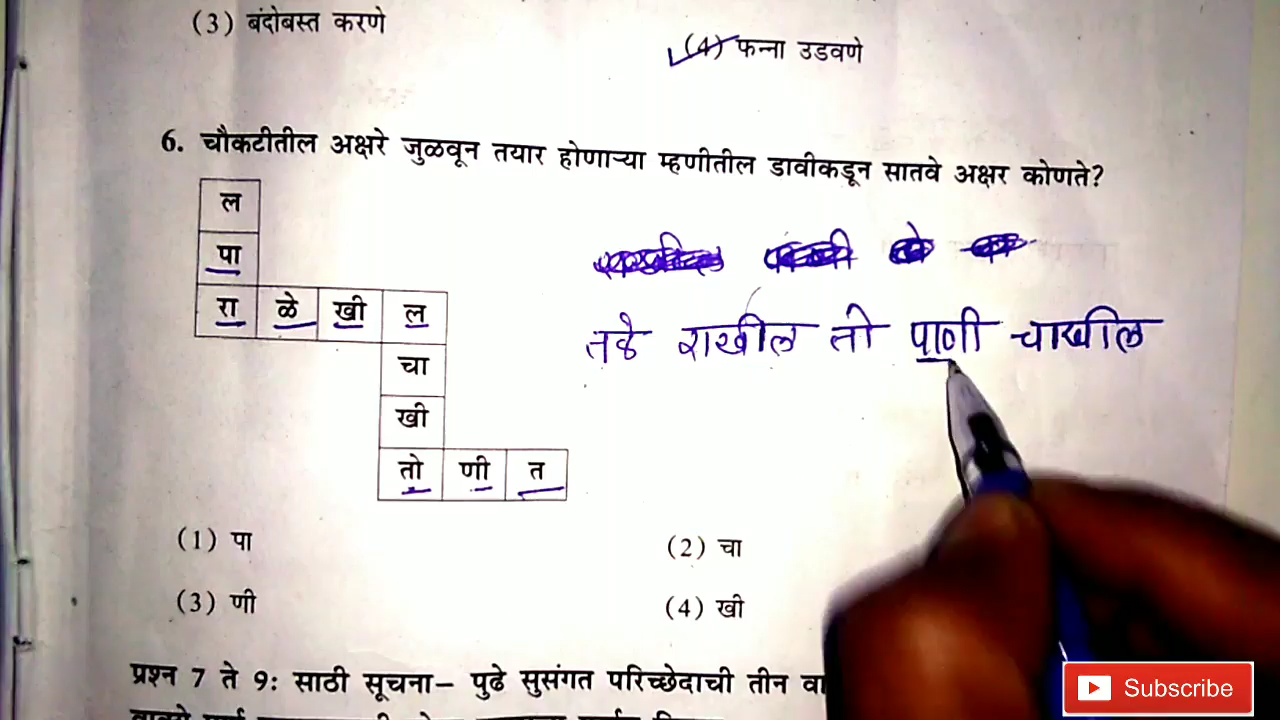 (3) बंदोबस्त करणे
(4) फन्ना उडवणे
6. चौकटीतील अक्षरे जुळवून तयार होणाऱ्या म्हणीतील डावीकडून सातवे अक्षर कोणते?
ल
पा
रा ळे खी ल
चा
खी
तो णी त
तळे राखील तो पाणी चाखील
(1) पा
(2) चा
(3) णी
(4) खी
प्रश्न 7 ते 9: साठी सूचना– पुढे सुसंगत परिच्छेदाची तीन
Subscribe